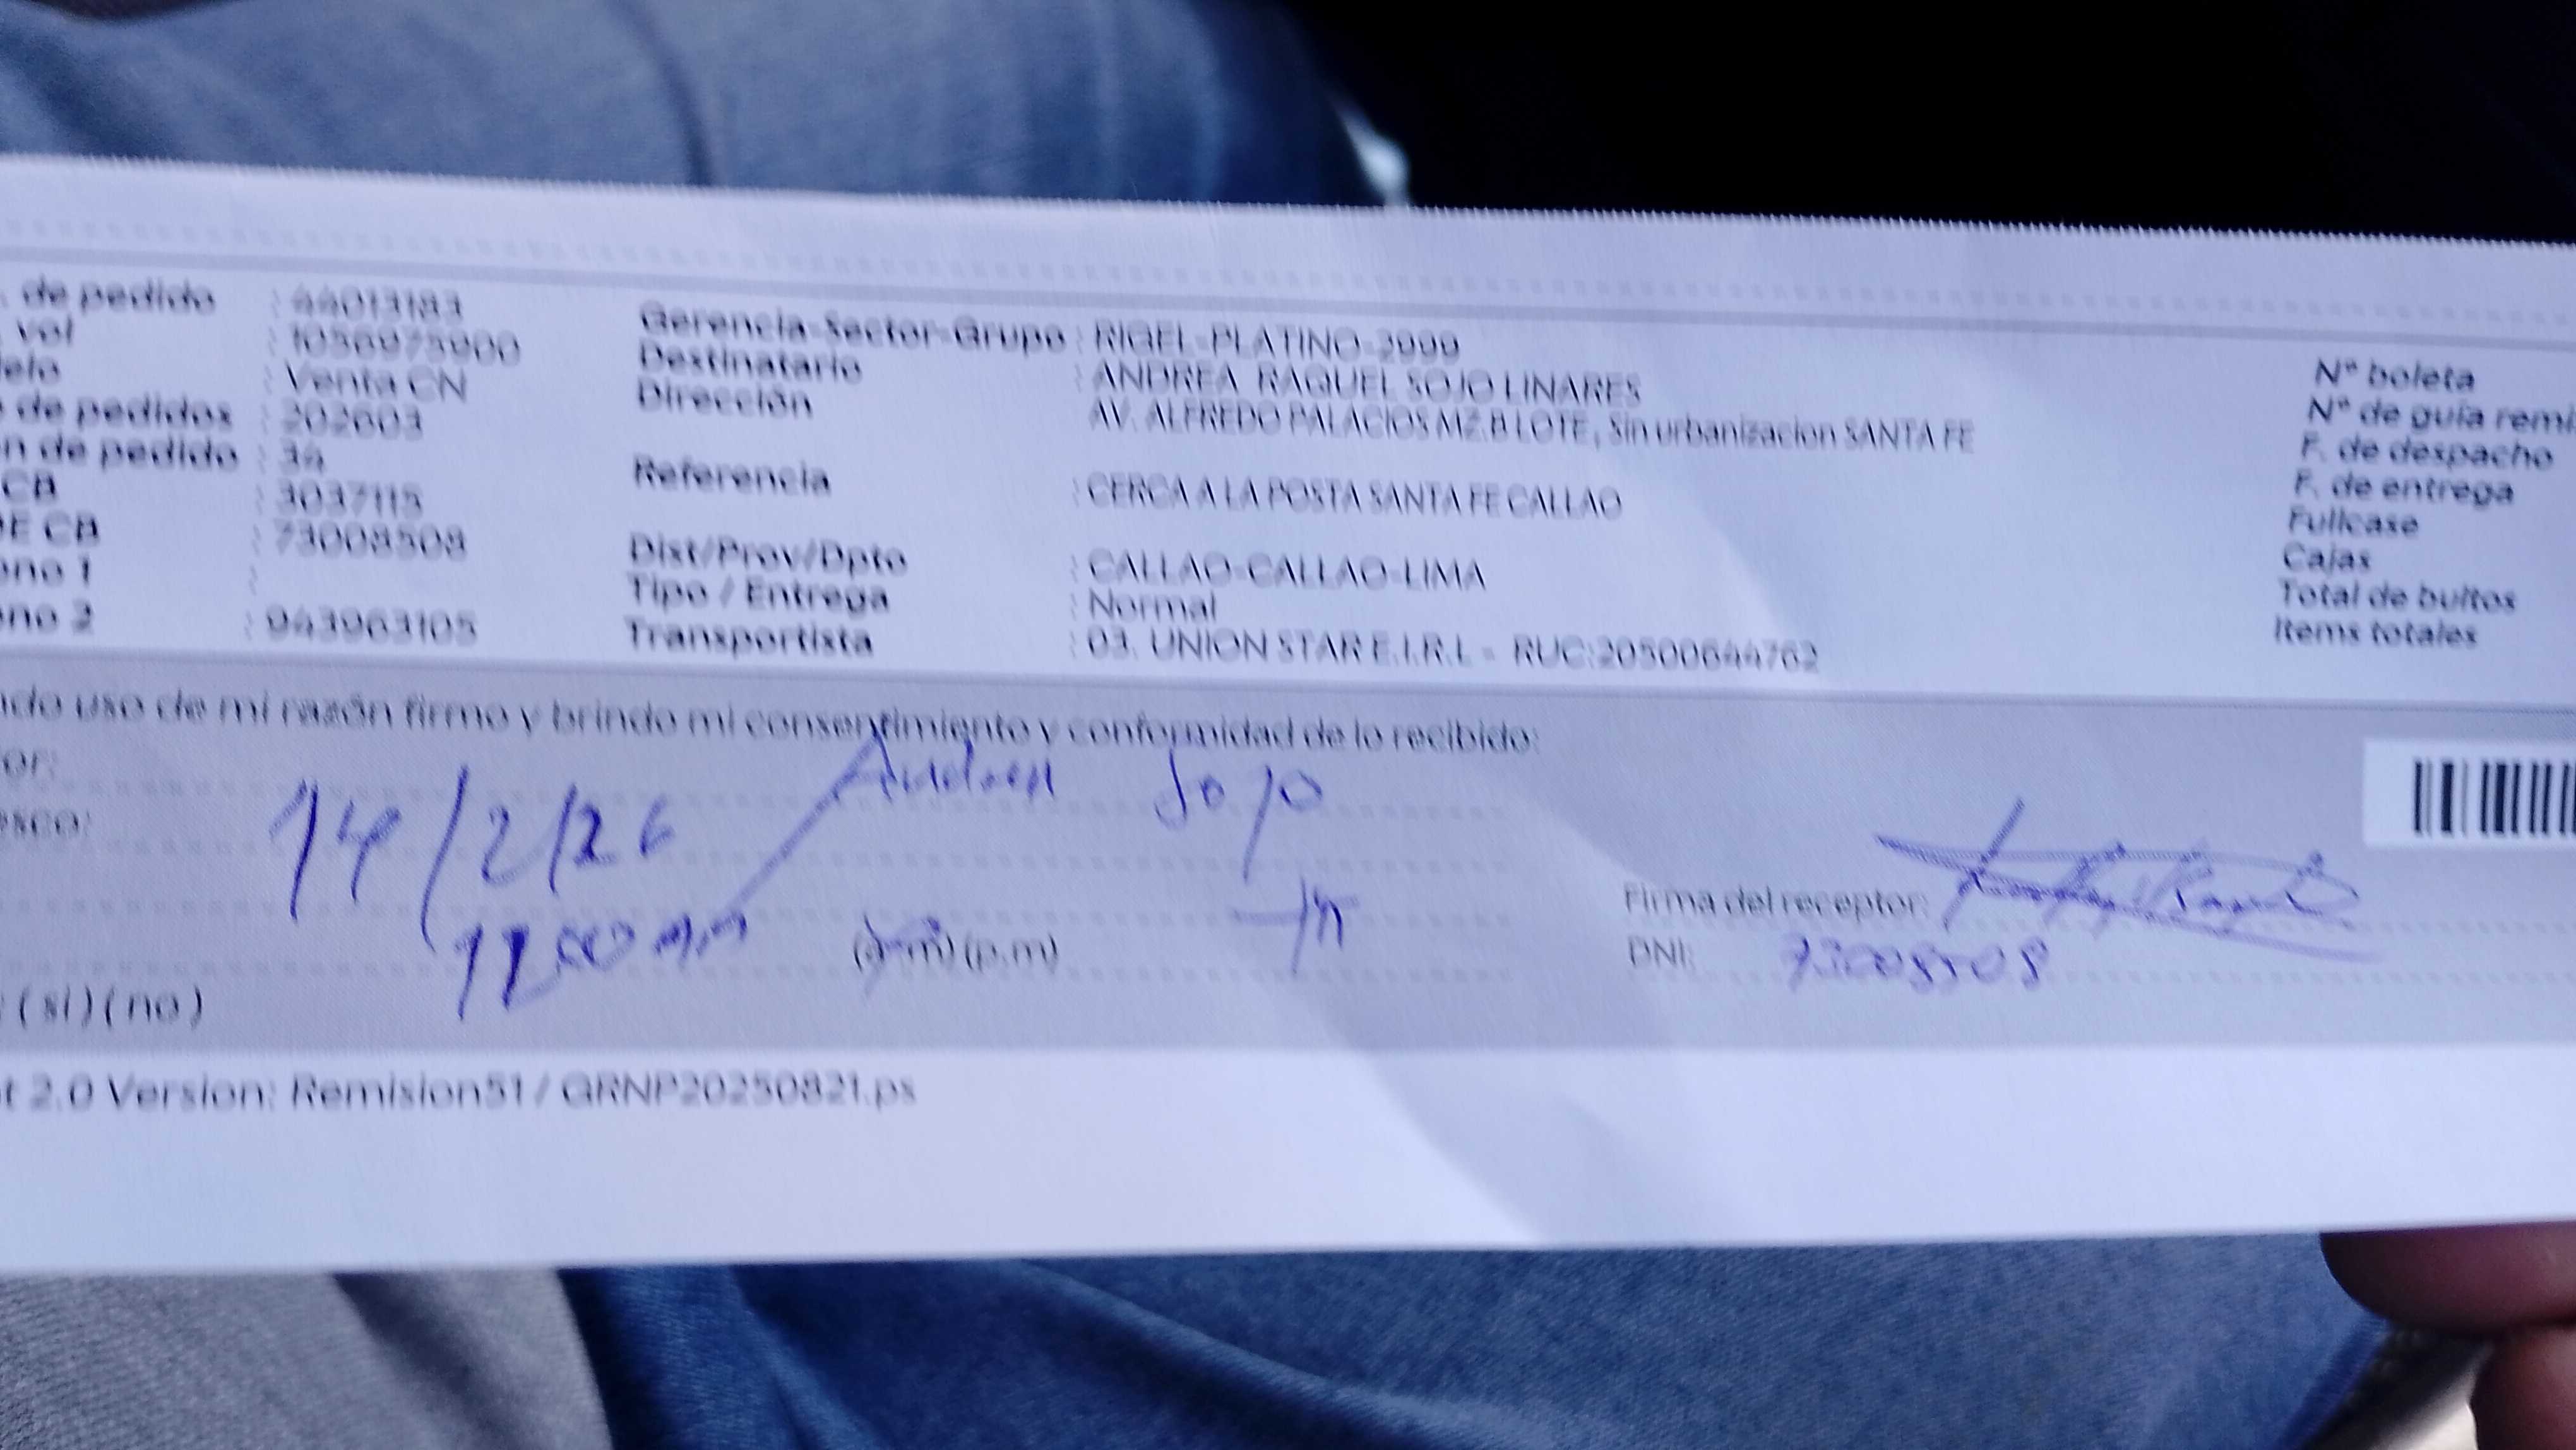 . de pedido : 44013183
vol : 1056975900
elo : Venta CN
de pedidos : 202603
n de pedido : 34
CB : 3037115
DE CB : 73008508
ono 1 :
ono 2 : 943963105
Gerencia-Sector-Grupo : RIGEL-PLATINO-2999
Destinatario : ANDREA RAQUEL SOJO LINARES
Dirección AV. ALFREDO PALACIOS MZ.B LOTE, Sin urbanizacion SANTA FE
Referencia : CERCA A LA POSTA SANTA FE CALLAO
Dist/Prov/Dpto : CALLAO-CALLAO-LIMA
Tipo / Entrega : Normal
Transportista : 03. UNION STAR E.I.R.L - RUC:20500644762
N° boleta
N° de guía remi
F. de despacho
F. de entrega
Fullcase
Cajas
Total de bultos
Items totales
ndo uso de mi razón firmo y brindo mi consentimiento y conformidad de lo recibido:
or: Andrea Sojo
esco: 14/2/26
(a.m) (p.m)
Firma del receptor:
DNI: 73008508
: ( si ) ( no )
t 2.0 Version: Remision51 / GRNP20250821.ps